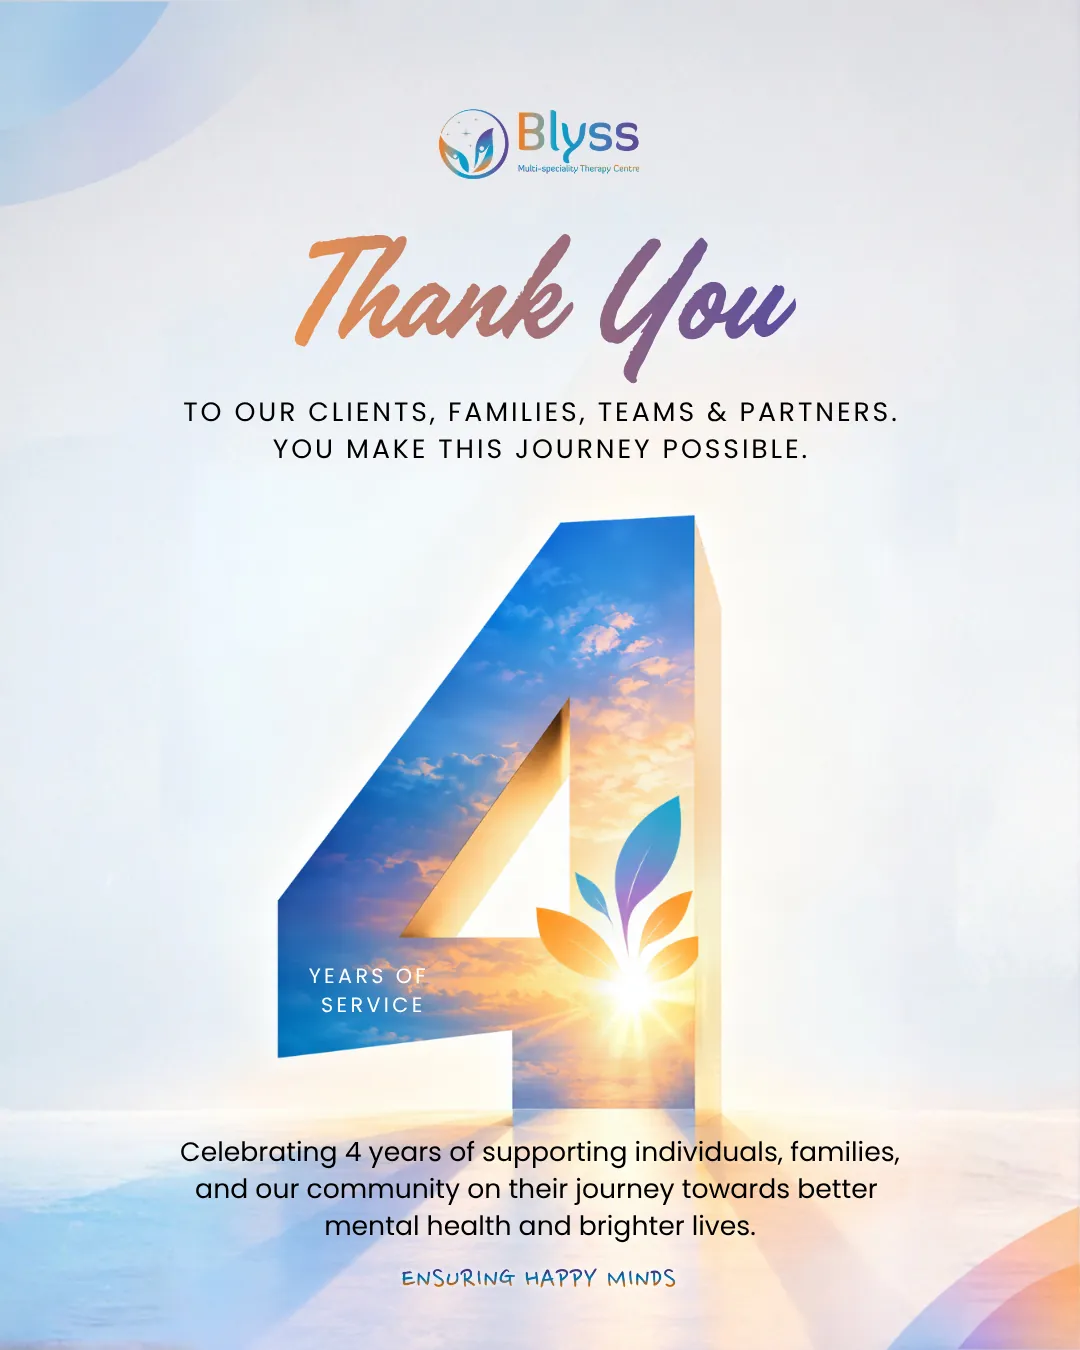 Blyss
Multi-speciality Therapy Centre
Thank You
TO OUR CLIENTS, FAMILIES, TEAMS & PARTNERS.
YOU MAKE THIS JOURNEY POSSIBLE.
4
YEARS OF
SERVICE
Celebrating 4 years of supporting individuals, families,
and our community on their journey towards better
mental health and brighter lives.
ENSURING HAPPY MINDS